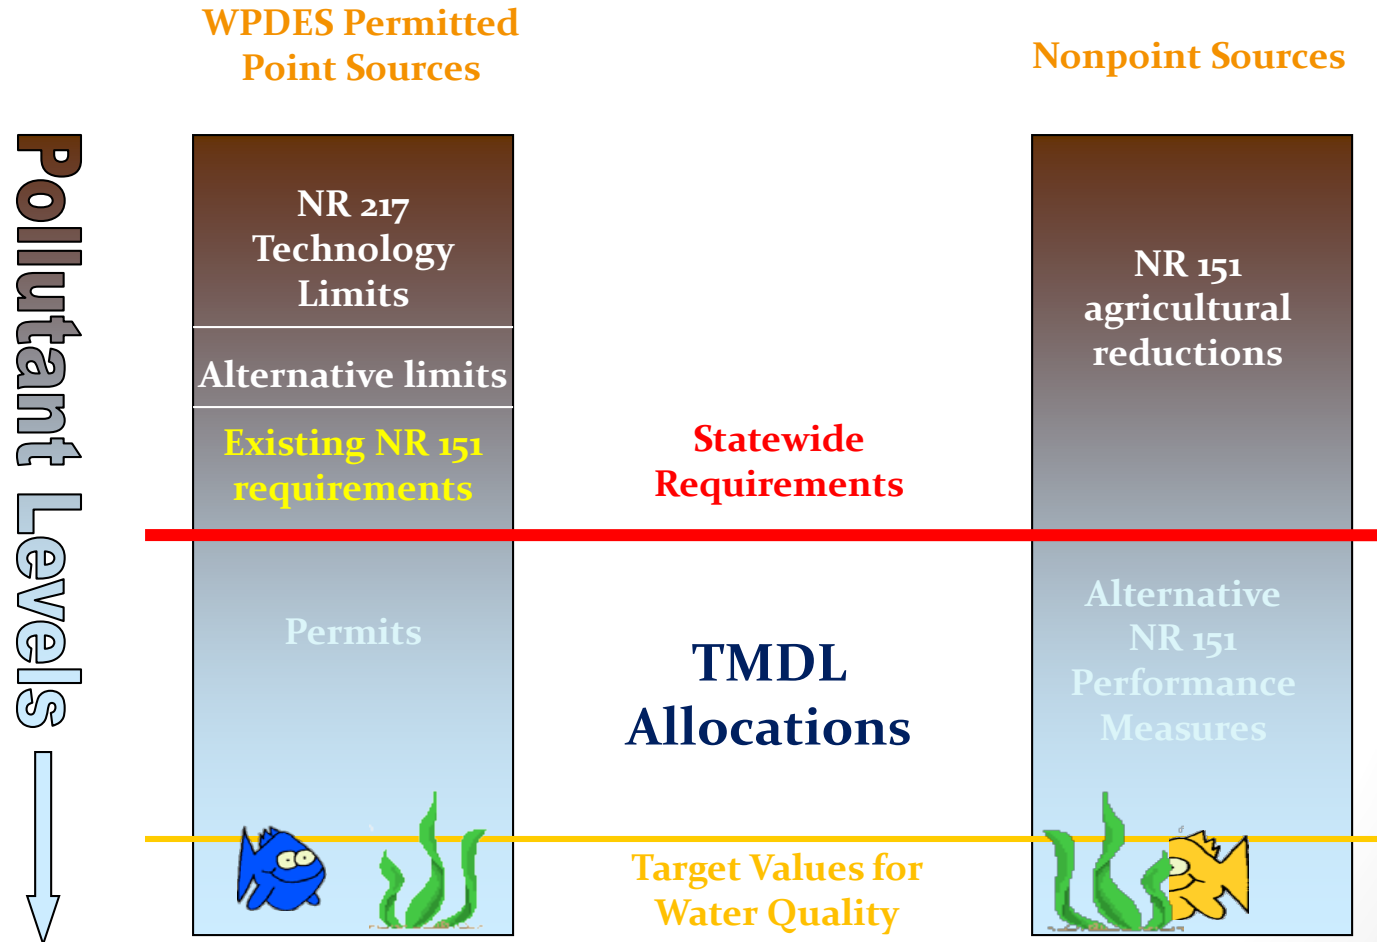 WPDES Permitted
Point Sources
Nonpoint Sources
Pollutant Levels
NR 217
Technology
Limits
Alternative limits
Existing NR 151
requirements
Permits
Statewide
Requirements
TMDL
Allocations
Target Values for
Water Quality
NR 151
agricultural
reductions
Alternative
NR 151
Performance
Measures